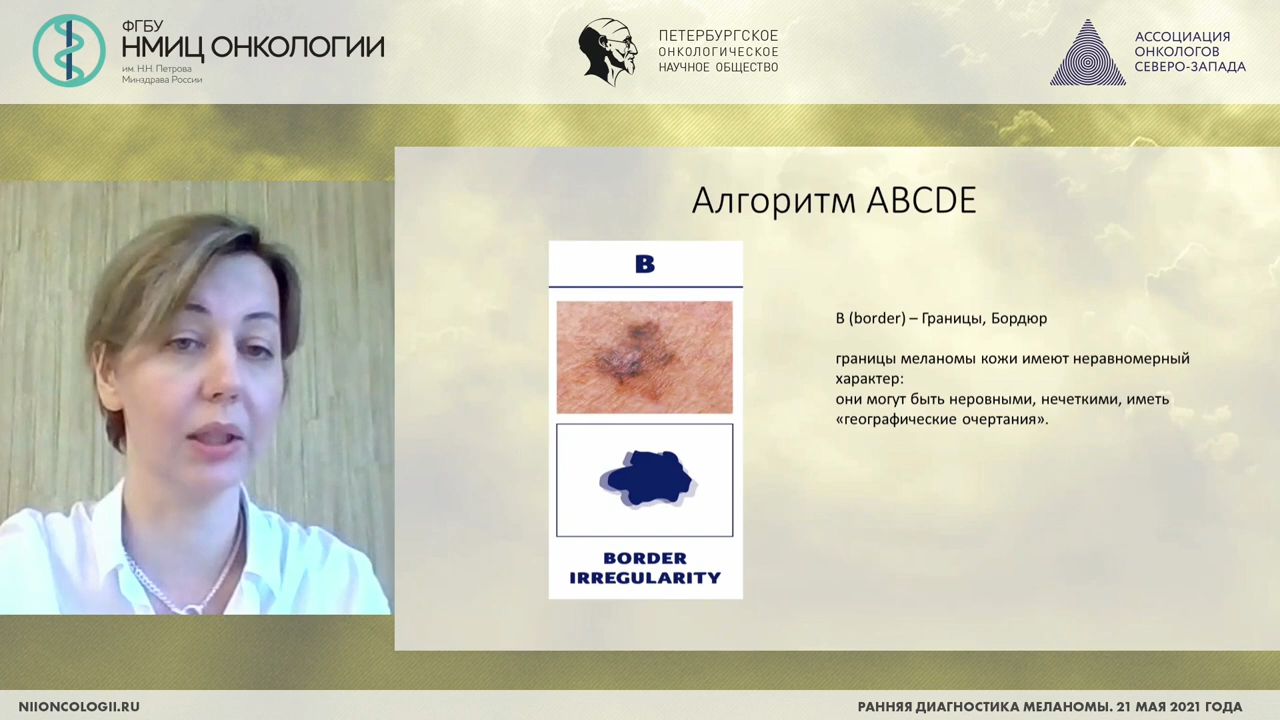 ФГБУ
НМИЦ ОНКОЛОГИИ
им. Н.Н. Петрова
Минздрава России
ПЕТЕРБУРГСКОЕ
ОНКОЛОГИЧЕСКОЕ
НАУЧНОЕ ОБЩЕСТВО
АССОЦИАЦИЯ
ОНКОЛОГОВ
СЕВЕРО-ЗАПАДА
Алгоритм ABCDE
B
BORDER
IRREGULARITY
B (border) – Границы, Бордюр
границы меланомы кожи имеют неравномерный
характер:
они могут быть неровными, нечеткими, иметь
«географические очертания».
NIIONCOLOGII.RU
РАННЯЯ ДИАГНОСТИКА МЕЛАНОМЫ. 21 МАЯ 2021 ГОДА